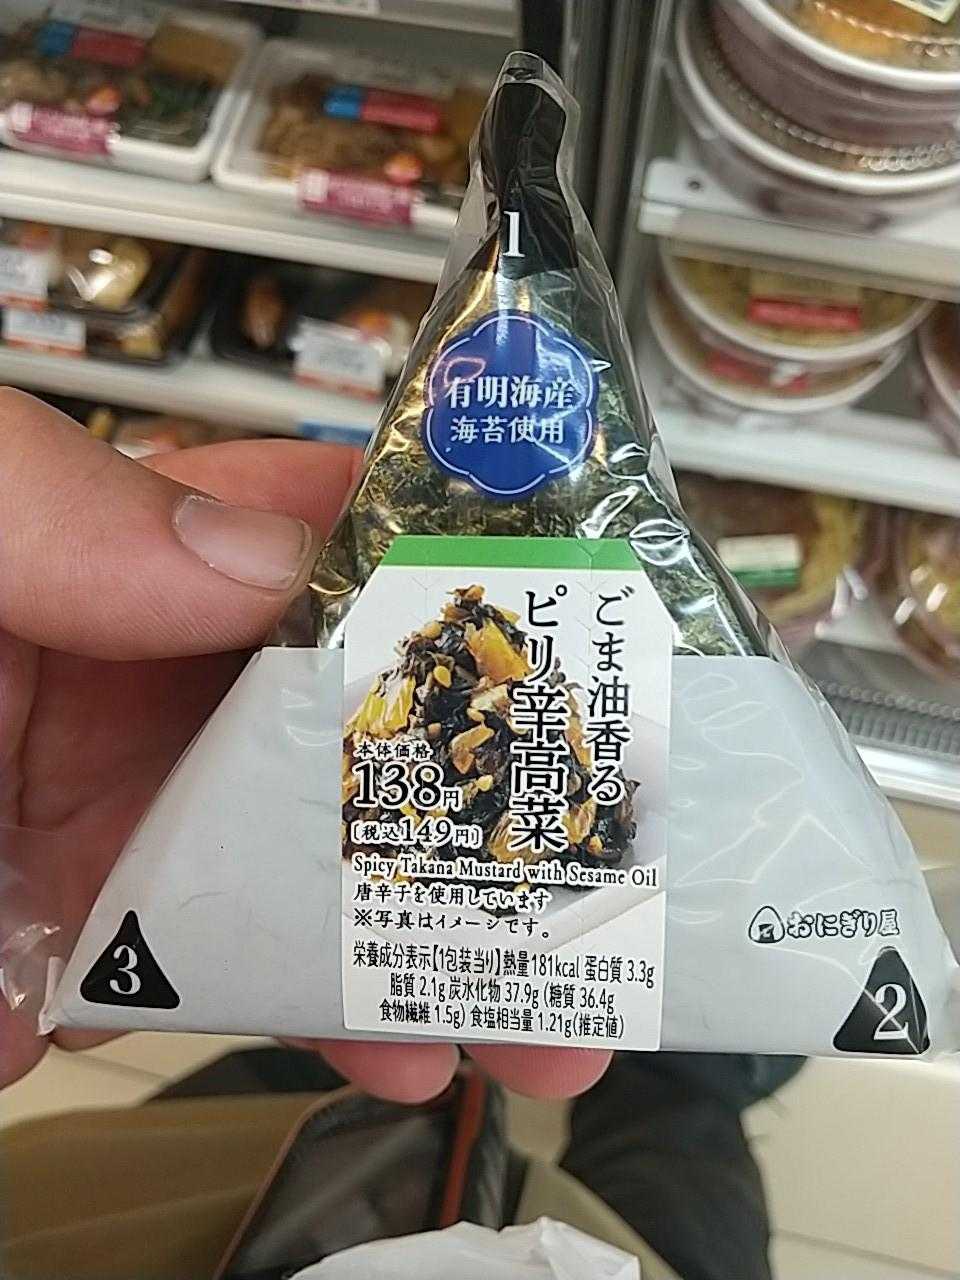 1
有明海産
海苔使用
ごま油香る
ピリ辛高菜
本体価格
138円
[税込149円]
Spicy Takana Mustard with Sesame Oil
唐辛子を使用しています
※写真はイメージです。
栄養成分表示【1包装当り】熱量181kcal 蛋白質 3.3g
脂質 2.1g 炭水化物 37.9g (糖質 36.4g
食物繊維 1.5g) 食塩相当量 1.21g(推定値)
おにぎり屋
3
2